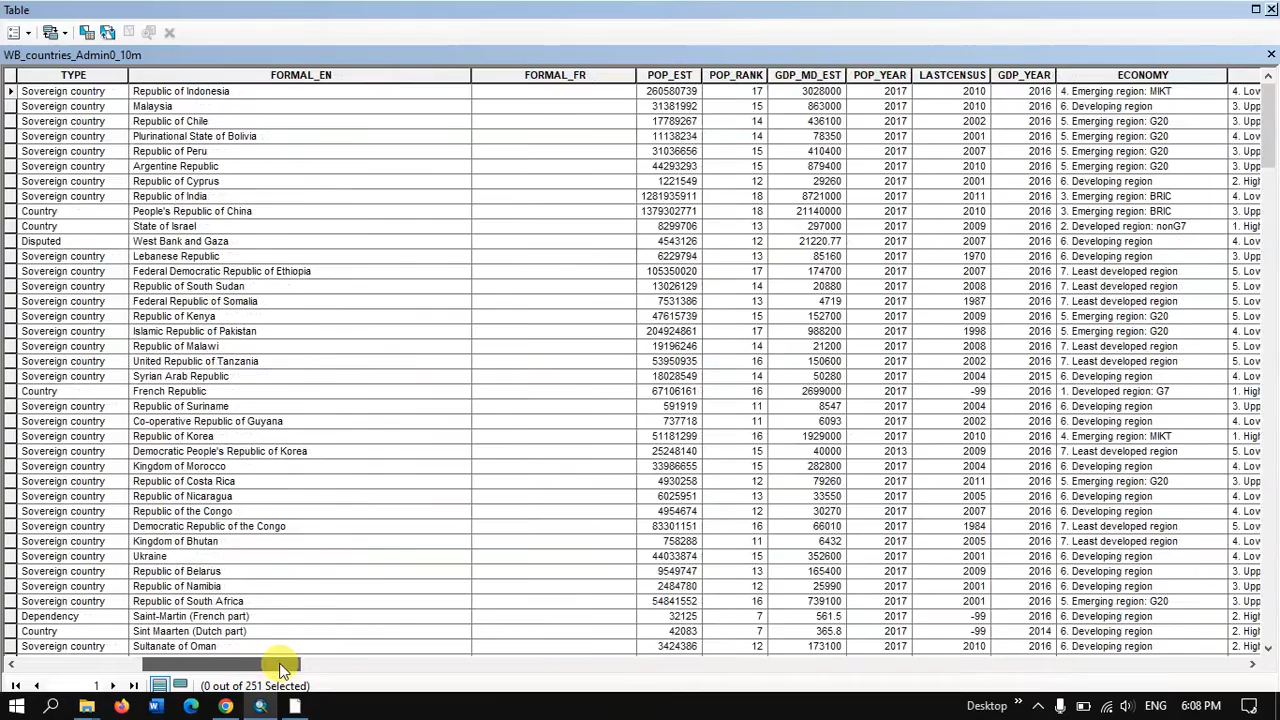 Table
WB_countries_Admin0_10m
TYPE FORMAL_EN FORMAL_FR POP_EST POP_RANK GDP_MD_EST POP_YEAR LASTCENSUS GDP_YEAR ECONOMY
Sovereign country Republic of Indonesia 260580739 17 3028000 2017 2010 2016 4. Emerging region: MIKT 4. Low
Sovereign country Malaysia 31381992 15 863000 2017 2010 2016 6. Developing region 3. Upp
Sovereign country Republic of Chile 17789267 14 436100 2017 2002 2016 5. Emerging region: G20 3. Upp
Sovereign country Plurinational State of Bolivia 11138234 14 78350 2017 2001 2016 5. Emerging region: G20 4. Low
Sovereign country Republic of Peru 31036656 15 410400 2017 2007 2016 5. Emerging region: G20 3. Upp
Sovereign country Argentine Republic 44293293 15 879400 2017 2010 2016 5. Emerging region: G20 3. Upp
Sovereign country Republic of Cyprus 1221549 12 29260 2017 2001 2016 6. Developing region 2. High
Sovereign country Republic of India 1281935911 18 8721000 2017 2011 2016 3. Emerging region: BRIC 4. Low
Country People's Republic of China 1379302771 18 21140000 2017 2010 2016 3. Emerging region: BRIC 3. Upp
Country State of Israel 8299706 13 297000 2017 2009 2016 2. Developed region: nonG7 1. High
Disputed West Bank and Gaza 4543126 12 21220.77 2017 2007 2016 6. Developing region 4. Low
Sovereign country Lebanese Republic 6229794 13 85160 2017 1970 2016 6. Developing region 3. Upp
Sovereign country Federal Democratic Republic of Ethiopia 105350020 17 174700 2017 2007 2016 7. Least developed region 5. Low
Sovereign country Republic of South Sudan 13026129 14 20880 2017 2008 2016 7. Least developed region 5. Low
Sovereign country Federal Republic of Somalia 7531386 13 4719 2017 1987 2016 7. Least developed region 5. Low
Sovereign country Republic of Kenya 47615739 15 152700 2017 2009 2016 5. Emerging region: G20 5. Low
Sovereign country Islamic Republic of Pakistan 204924861 17 988200 2017 1998 2016 5. Emerging region: G20 4. Low
Sovereign country Republic of Malawi 19196246 14 21200 2017 2008 2016 7. Least developed region 5. Low
Sovereign country United Republic of Tanzania 53950935 16 150600 2017 2002 2016 7. Least developed region 5. Low
Sovereign country Syrian Arab Republic 18028549 14 50280 2017 2004 2015 6. Developing region 4. Low
Country French Republic 67106161 16 2699000 2017 -99 2016 1. Developed region: G7 1. High
Sovereign country Republic of Suriname 591919 11 8547 2017 2004 2016 6. Developing region 3. Upp
Sovereign country Co-operative Republic of Guyana 737718 11 6093 2017 2002 2016 6. Developing region 4. Low
Sovereign country Republic of Korea 51181299 16 1929000 2017 2010 2016 4. Emerging region: MIKT 1. High
Sovereign country Democratic People's Republic of Korea 25248140 15 40000 2013 2009 2016 7. Least developed region 5. Low
Sovereign country Kingdom of Morocco 33986655 15 282800 2017 2004 2016 6. Developing region 4. Low
Sovereign country Republic of Costa Rica 4930258 12 79260 2017 2011 2016 5. Emerging region: G20 3. Upp
Sovereign country Republic of Nicaragua 6025951 13 33550 2017 2005 2016 6. Developing region 4. Low
Sovereign country Republic of the Congo 4954674 12 30270 2017 2007 2016 6. Developing region 4. Low
Sovereign country Democratic Republic of the Congo 83301151 16 66010 2017 1984 2016 7. Least developed region 5. Low
Sovereign country Kingdom of Bhutan 758288 11 6432 2017 2005 2016 7. Least developed region 4. Low
Sovereign country Ukraine 44033874 15 352600 2017 2001 2016 6. Developing region 4. Low
Sovereign country Republic of Belarus 9549747 13 165400 2017 2009 2016 6. Developing region 3. Upp
Sovereign country Republic of Namibia 2484780 12 25990 2017 2001 2016 6. Developing region 3. Upp
Sovereign country Republic of South Africa 54841552 16 739100 2017 2001 2016 5. Emerging region: G20 3. Upp
Dependency Saint-Martin (French part) 32125 7 561.5 2017 -99 2016 6. Developing region 2. High
Country Sint Maarten (Dutch part) 42083 7 365.8 2017 -99 2014 6. Developing region 2. High
Sovereign country Sultanate of Oman 3424386 12 173100 2017 2010 2016 6. Developing region 2. High
1 (0 out of 251 Selected)
Desktop ENG 6:08 PM